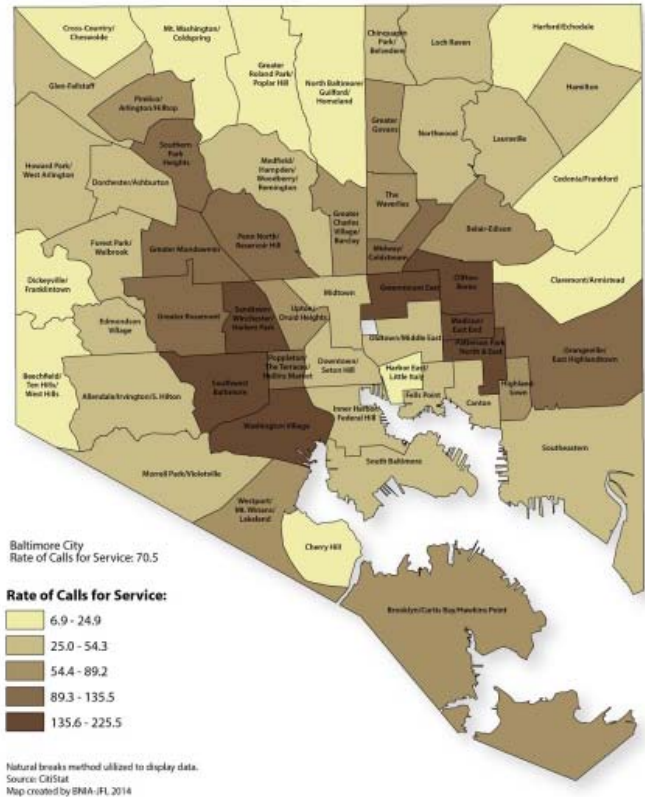 Cross-Country/
Cheswolde
Mt. Washington/
Coldspring
Greater
Roland Park/
Poplar Hill
North Baltimore/
Guilford/
Homeland
Chinquapin
Park/
Belvedere
Loch Raven
Harford/Echodale
Hamilton
Glen-Fallstaff
Pimlico/
Arlington/Hilltop
Southern
Park
Heights
Greater
Govans
Northwood
Lauraville
Howard Park/
West Arlington
Dorchester/Ashburton
Medfield/
Hampden/
Woodberry/
Remington
Cedonia/Frankford
The
Waverlies
Belair-Edison
Greater
Charles
Village/
Barclay
Forest Park/
Walbrook
Greater Mondawmin
Penn North/
Reservoir Hill
Midway/
Coldstream
Dickeyville/
Franklintown
Claremont/Armistead
Midtown
Greenmount East
Clifton-
Berea
Edmondson
Village
Greater Rosemont
Sandtown-
Winchester/
Harlem Park
Upton/
Druid Heights
Oldtown/Middle East
Madison/
East End
Patterson Park
North & East
Orangeville/
East Highlandtown
Beechfield/
Ten Hills/
West Hills
Allendale/Irvington/S. Hilton
Southwest
Baltimore
Poppleton/
The Terraces/
Hollins Market
Downtown/
Seton Hill
Harbor East/
Little Italy
Fells Point
Canton
Highland-
town
Washington Village
Inner Harbor/
Federal Hill
Southeastern
South Baltimore
Morrell Park/Violetville
Westport/
Mt. Winans/
Lakeland
Cherry Hill
Brooklyn/Curtis Bay/Hawkins Point
Baltimore City
Rate of Calls for Service: 70.5
Rate of Calls for Service:
6.9 - 24.9
25.0 - 54.3
54.4 - 89.2
89.3 - 135.5
135.6 - 225.5
Natural breaks method utilized to display data.
Source: CitiStat
Map created by BNIA-JFI, 2014